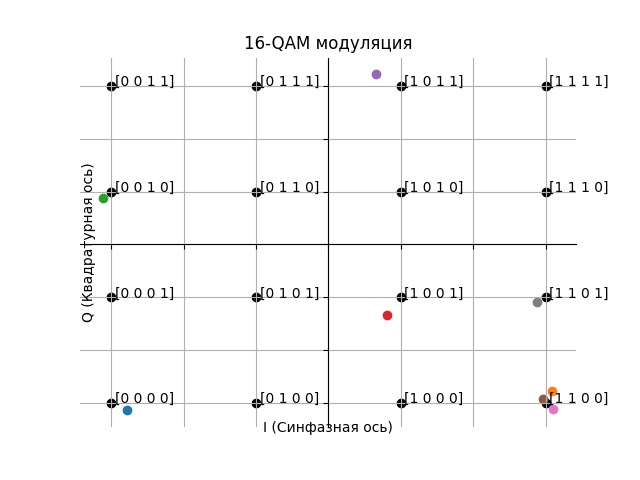 16-QAM модуляция
[0 0 1 1] [0 1 1 1] [1 0 1 1] [1 1 1 1]
[0 0 1 0] [0 1 1 0] [1 0 1 0] [1 1 1 0]
Q (Квадратурная ось)
[0 0 0 1] [0 1 0 1] [1 0 0 1] [1 1 0 1]
[0 0 0 0] [0 1 0 0] [1 0 0 0] [1 1 0 0]
I (Синфазная ось)